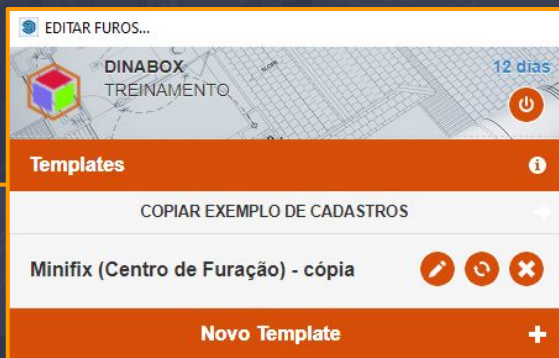 EDITAR FUROS...
DINABOX
TREINAMENTO
12 dias
Templates
COPIAR EXEMPLO DE CADASTROS
Minifix (Centro de Furação) - cópia
Novo Template